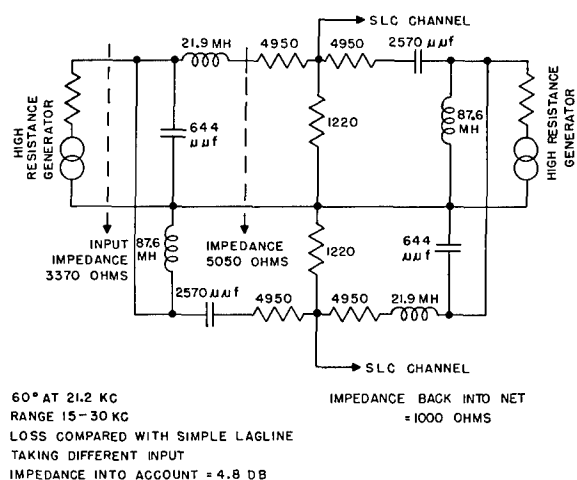 SLC CHANNEL
21.9 MH
4950
4950
2570 μμf
HIGH
RESISTANCE
GENERATOR
644
μμf
1220
87.6
MH
HIGH RESISTANCE
GENERATOR
INPUT
IMPEDANCE
3370 OHMS
87.6
MH
IMPEDANCE
5050 OHMS
1220
644
μμf
2570 μμf
4950
4950
21.9 MH
SLC CHANNEL
60° AT 21.2 KC
RANGE 15-30 KC
LOSS COMPARED WITH SIMPLE LAGLINE
TAKING DIFFERENT INPUT
IMPEDANCE INTO ACCOUNT = 4.8 DB
IMPEDANCE BACK INTO NET
=1000 OHMS